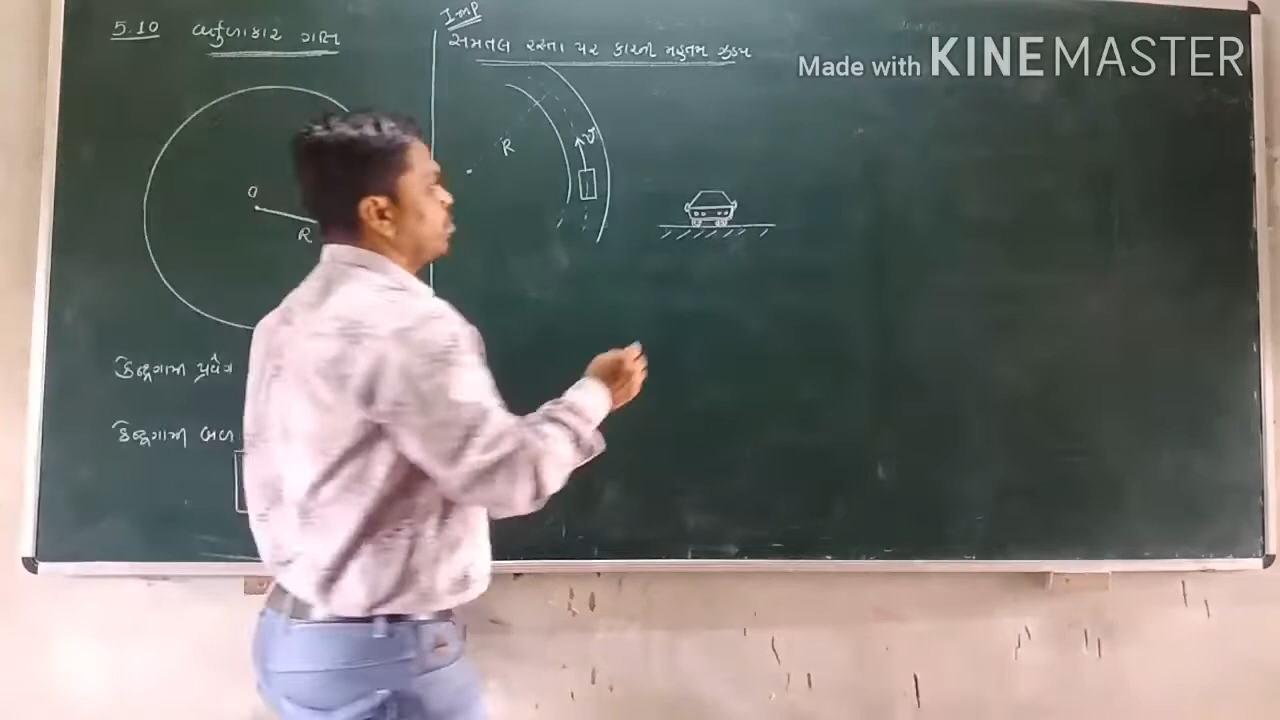 5.10 વર્તુળાકાર ગતિ
O
R
કેન્દ્રગામી પ્રવેગ
કેન્દ્રગામી બળ
IMP
સમતલ રસ્તા પર કારની મહત્તમ ઝડપ
R
v
Made with KINEMASTER